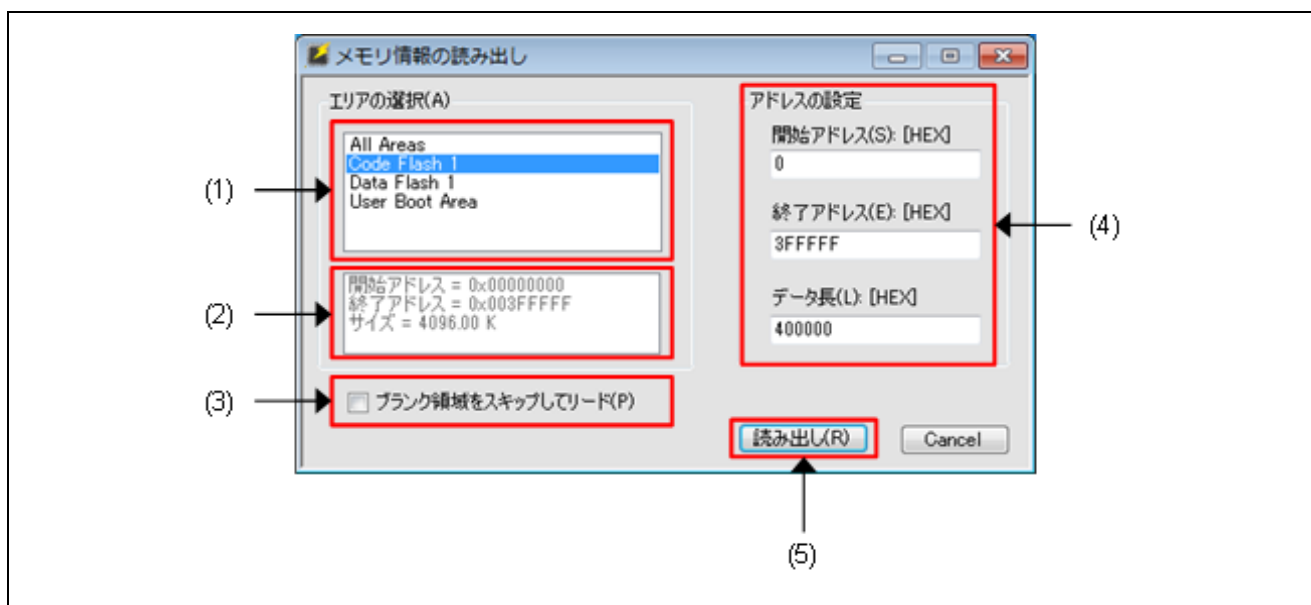 メモリ情報の読み出し
エリアの選択(A)
All Areas
Code Flash 1
Data Flash 1
User Boot Area
(1)
開始アドレス = 0x00000000
終了アドレス = 0x003FFFFF
サイズ = 4096.00 K
(2)
(3)
ブランク領域をスキップしてリード(P)
アドレスの設定
開始アドレス(S): [HEX]
0
終了アドレス(E): [HEX]
3FFFFF
データ長(L): [HEX]
400000
(4)
読み出し(R)
Cancel
(5)